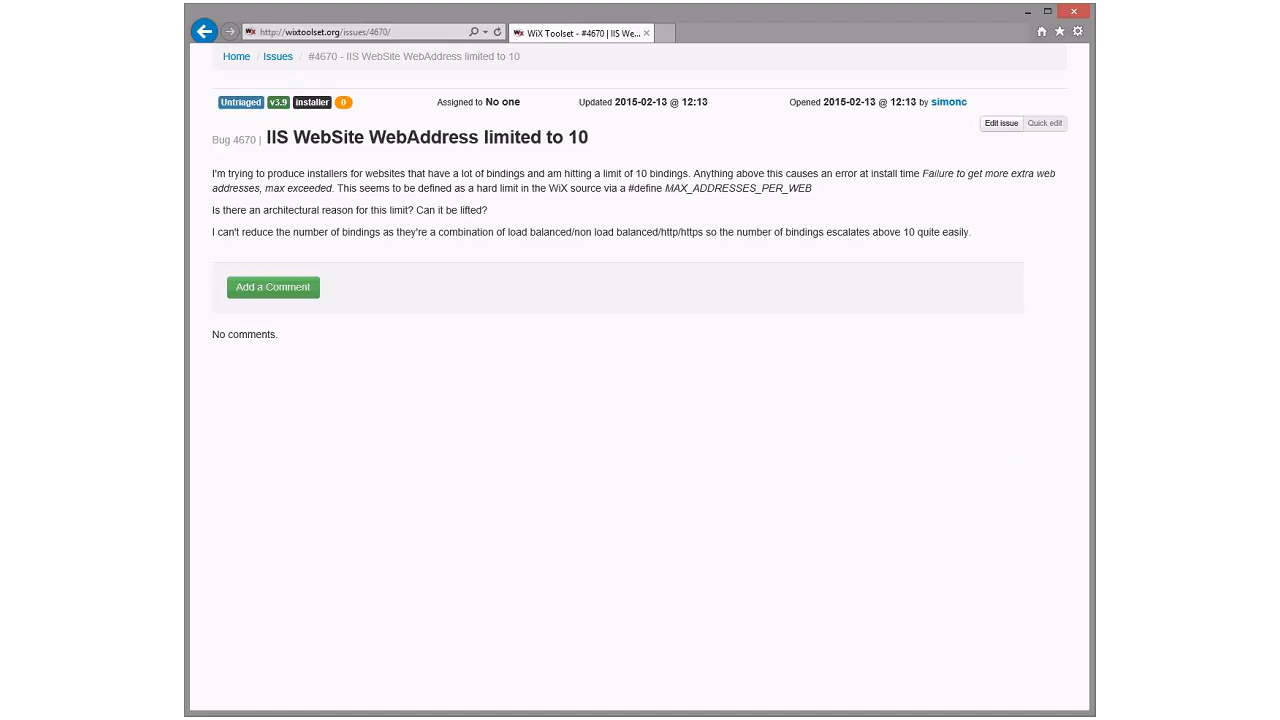 http://wixtoolset.org/issues/4670/
WiX Toolset - #4670 | IIS We...
Home / Issues / #4670 - IIS WebSite WebAddress limited to 10
Untriaged v3.9 installer 0 Assigned to No one Updated 2015-02-13 @ 12:13 Opened 2015-02-13 @ 12:13 by simonc
Edit issue Quick edit
Bug 4670 | IIS WebSite WebAddress limited to 10
I'm trying to produce installers for websites that have a lot of bindings and am hitting a limit of 10 bindings. Anything above this causes an error at install time Failure to get more extra web
addresses, max exceeded. This seems to be defined as a hard limit in the WiX source via a #define MAX_ADDRESSES_PER_WEB
Is there an architectural reason for this limit? Can it be lifted?
I can't reduce the number of bindings as they're a combination of load balanced/non load balanced/http/https so the number of bindings escalates above 10 quite easily.
Add a Comment
No comments.